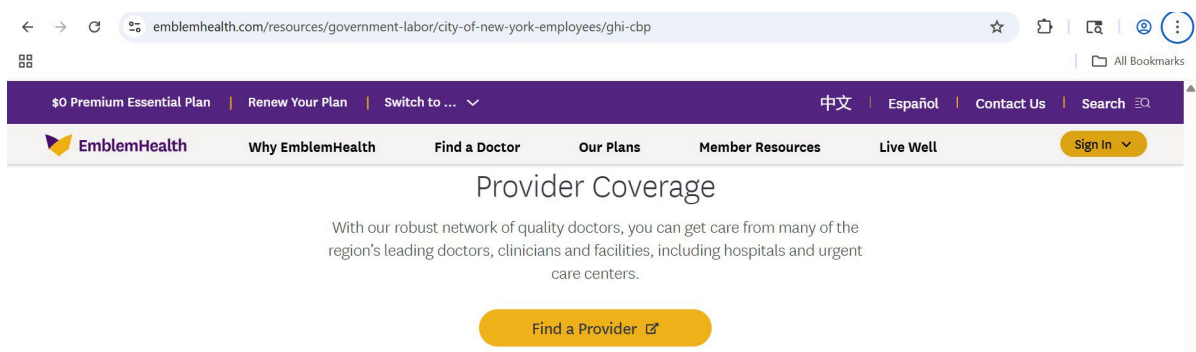 emblemhealth.com/resources/government-labor/city-of-new-york-employees/ghi-cbp
All Bookmarks
$0 Premium Essential Plan | Renew Your Plan | Switch to ... 中文 | Español | Contact Us | Search
EmblemHealth Why EmblemHealth Find a Doctor Our Plans Member Resources Live Well Sign In
Provider Coverage
With our robust network of quality doctors, you can get care from many of the
region's leading doctors, clinicians and facilities, including hospitals and urgent
care centers.
Find a Provider